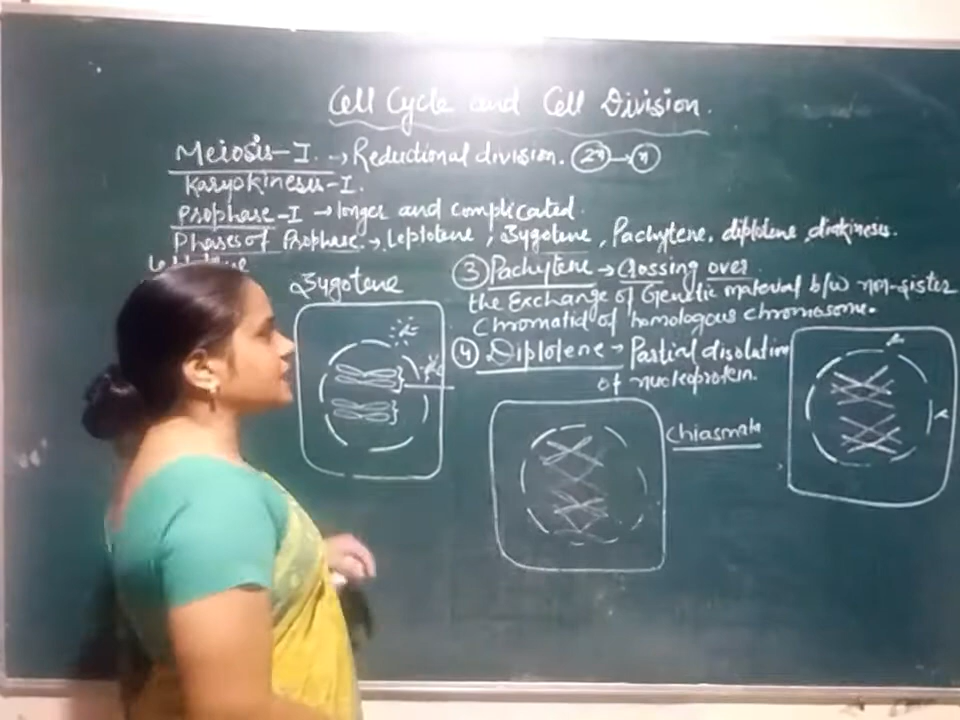 Cell Cycle and Cell Division.
Meiosis-I. → Reductional division. 2n → n
Karyokinesis-I.
Prophase-I → longer and complicated.
Phases of Prophase → Leptotene, Zygotene, Pachytene, diplotene, diakinesis.
Zygotene
③ Pachytene → Crossing over
the Exchange of Genetic material b/w non-sister
Chromatid of homologous chromosome.
④ Diplotene → Partial disolution
of nucleoprotein.
Chiasmata